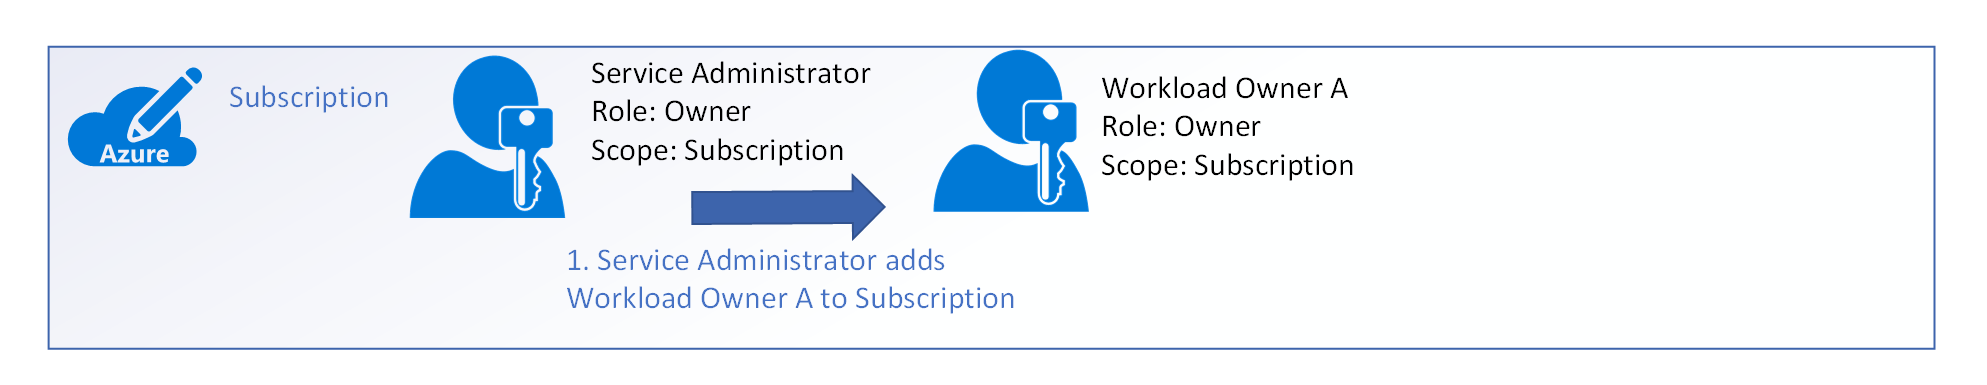 Azure
Subscription
Service Administrator
Role: Owner
Scope: Subscription
1. Service Administrator adds
Workload Owner A to Subscription
Workload Owner A
Role: Owner
Scope: Subscription